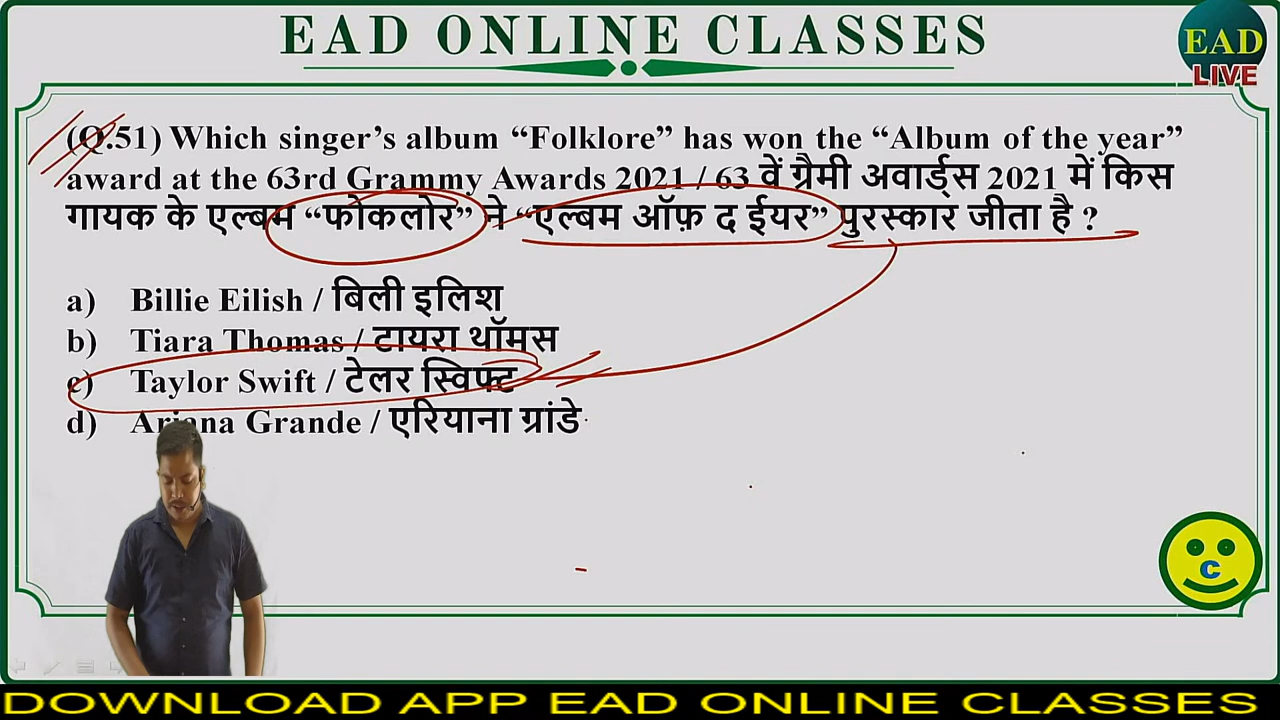 EAD ONLINE CLASSES
EAD
LIVE
(Q.51) Which singer’s album “Folklore” has won the “Album of the year”
award at the 63rd Grammy Awards 2021 / 63 वें ग्रैमी अवार्ड्स 2021 में किस
गायक के एल्बम “फोकलोर” ने “एल्बम ऑफ़ द ईयर” पुरस्कार जीता है ?
a) Billie Eilish / बिली इलिश
b) Tiara Thomas / टायरा थॉमस
c) Taylor Swift / टेलर स्विफ्ट
d) Ariana Grande / एरियाना ग्रांडे
C
DOWNLOAD APP EAD ONLINE CLASSES